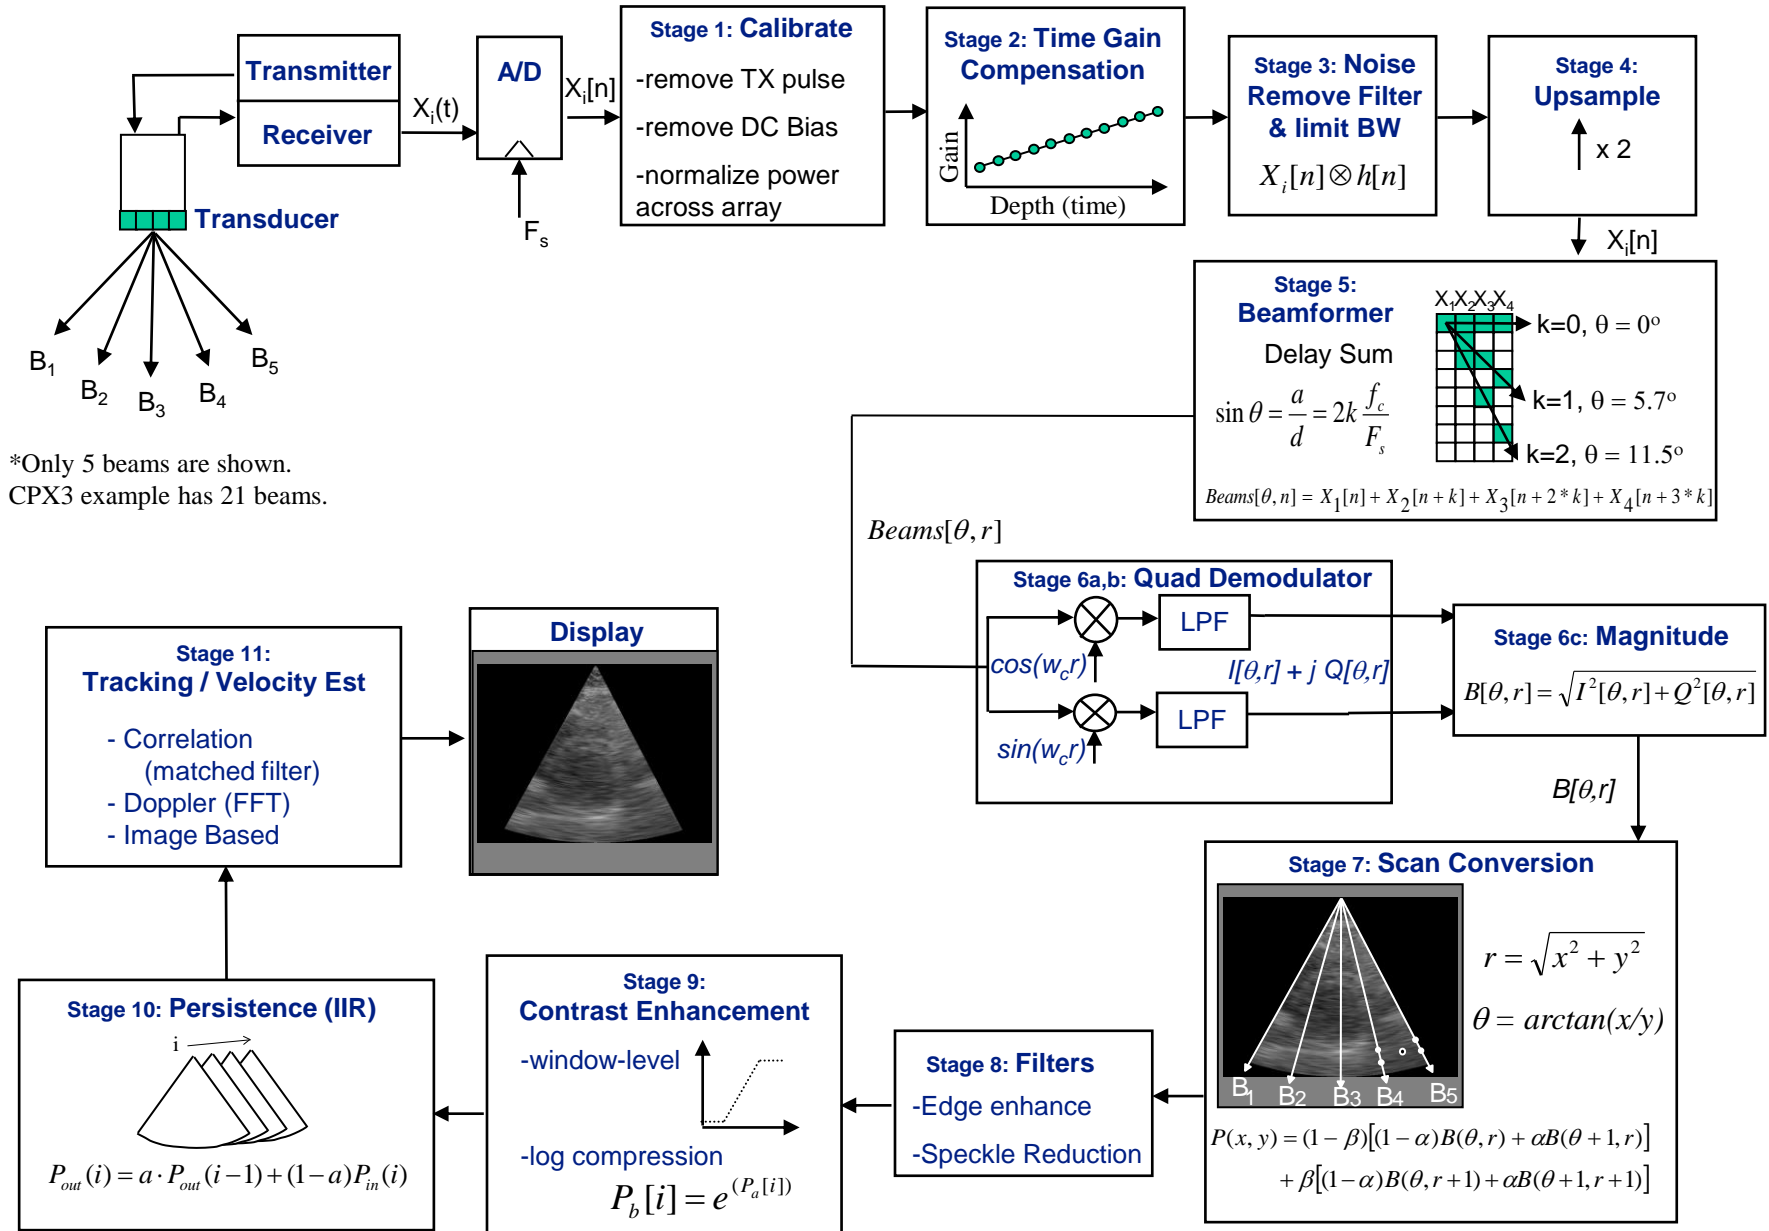 Transmitter
Receiver
Transducer
B1
B2
B3
B4
B5
*Only 5 beams are shown.
CPX3 example has 21 beams.
Xi(t)
A/D
Fs
Xi[n]
Stage 1: Calibrate
-remove TX pulse
-remove DC Bias
-normalize power
across array
Stage 2: Time Gain
Compensation
Gain
Depth (time)
Stage 3: Noise
Remove Filter
& limit BW
Xi[n]⊗h[n]
Stage 4:
Upsample
x 2
Xi[n]
Stage 5:
Beamformer
Delay Sum
sin θ = a/d = 2k fc/Fs
X1 X2 X3 X4
k=0, θ = 0°
k=1, θ = 5.7°
k=2, θ = 11.5°
Beams[θ,n] = X1[n]+ X2[n+k]+ X3[n+2*k]+ X4[n+3*k]
Beams[θ,r]
Stage 6a,b: Quad Demodulator
cos(wcr)
LPF
I[θ,r] + j Q[θ,r]
sin(wcr)
LPF
Stage 6c: Magnitude
B[θ,r] = √I²[θ,r]+Q²[θ,r]
B[θ,r]
Stage 7: Scan Conversion
B1
B2
B3
B4
B5
r = √x² + y²
θ = arctan(x/y)
P(x, y) = (1−β)[(1−α)B(θ,r) + αB(θ+1,r)]
+ β[(1−α)B(θ,r+1) + αB(θ+1,r+1)]
Stage 8: Filters
-Edge enhance
-Speckle Reduction
Stage 9:
Contrast Enhancement
-window-level
-log compression
Pb[i] = e^(Pa[i])
Stage 10: Persistence (IIR)
i
Pout(i) = a·Pout(i−1)+(1−a)Pin(i)
Stage 11:
Tracking / Velocity Est
- Correlation
(matched filter)
- Doppler (FFT)
- Image Based
Display